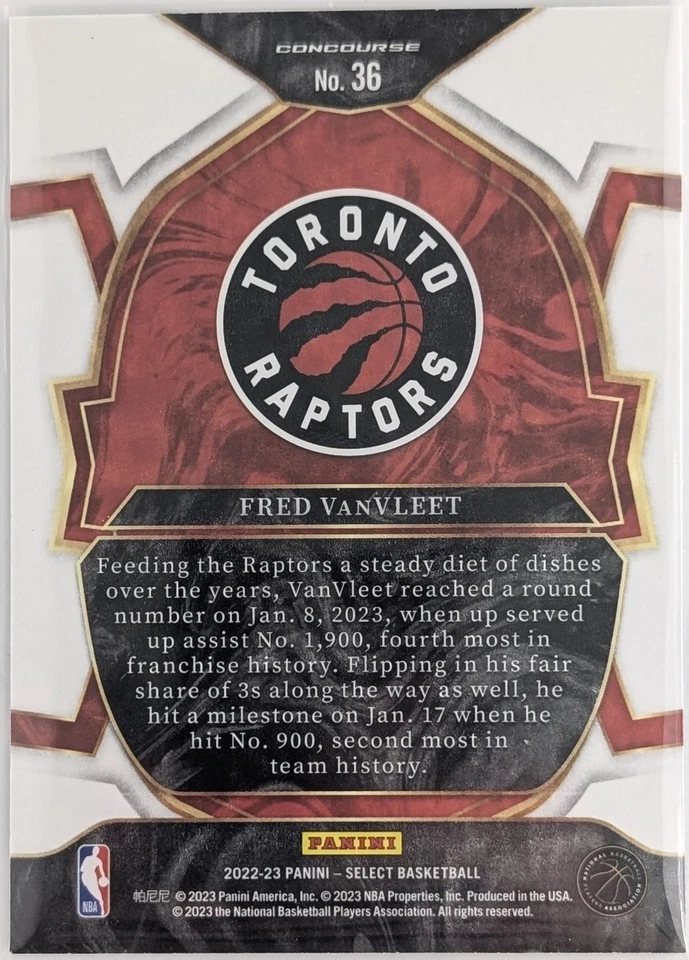 CONCOURSE
No. 36
TORONTO
RAPTORS
FRED VANVLEET
Feeding the Raptors a steady diet of dishes
over the years, VanVleet reached a round
number on Jan. 8, 2023, when up served
up assist No. 1,900, fourth most in
franchise history. Flipping in his fair
share of 3s along the way as well, he
hit a milestone on Jan. 17 when he
hit No. 900, second most in
team history.
PANINI
2022-23 PANINI – SELECT BASKETBALL
帕尼尼 © 2023 Panini America, Inc. © 2023 NBA Properties, Inc. Produced in the USA.
© 2023 the National Basketball Players Association. All rights reserved.
NBA
NATIONAL BASKETBALL
PLAYERS ASSOCIATION